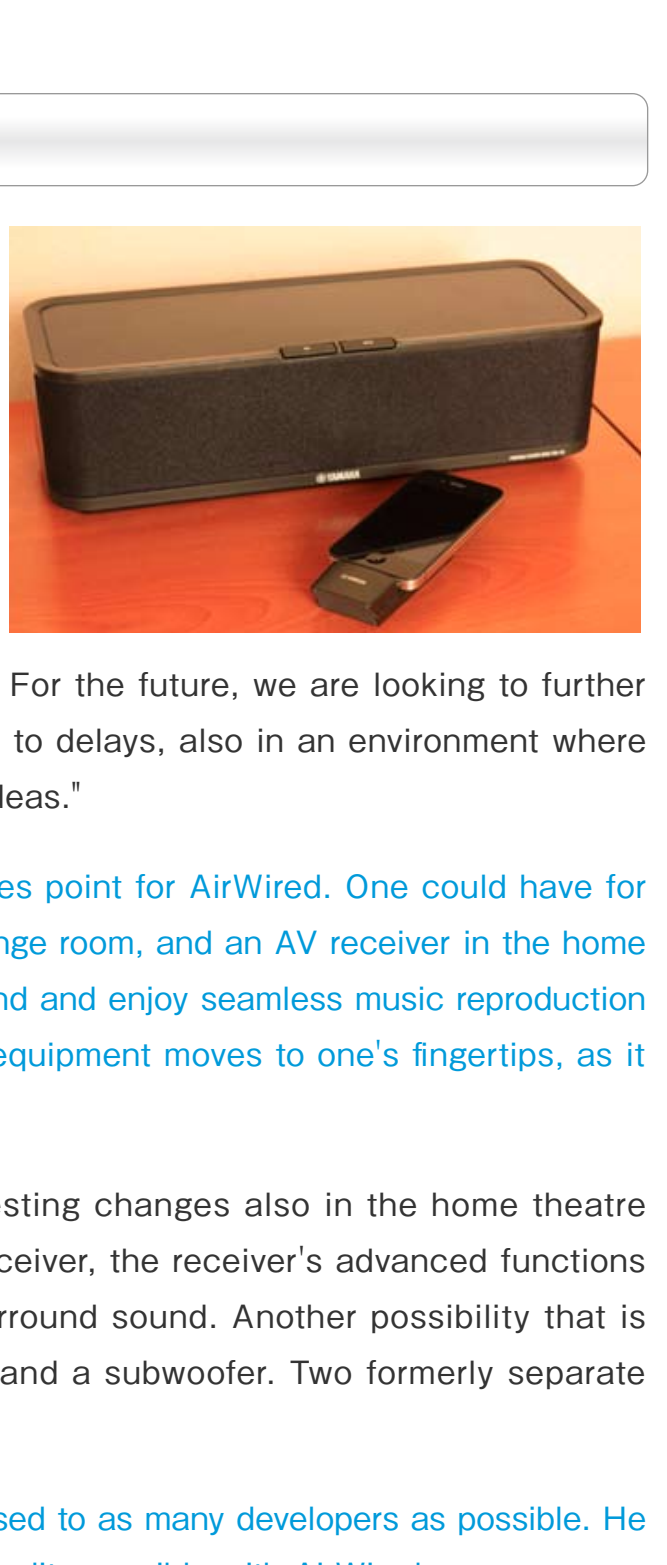 YAMAHA
For the future, we are looking to further
to delays, also in an environment where
deas."
es point for AirWired. One could have for
nge room, and an AV receiver in the home
nd and enjoy seamless music reproduction
equipment moves to one's fingertips, as it
esting changes also in the home theatre
ceiver, the receiver's advanced functions
rround sound. Another possibility that is
and a subwoofer. Two formerly separate
sed to as many developers as possible. He